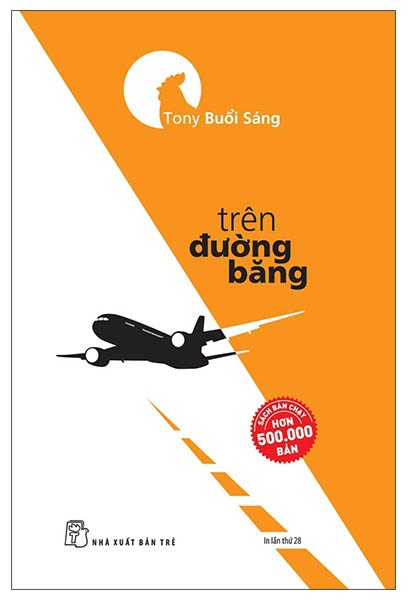 Tony Buổi Sáng
trên
đường
băng
SÁCH BÁN CHẠY
HƠN
500.000
BẢN
NHÀ XUẤT BẢN TRẺ
In lần thứ 28